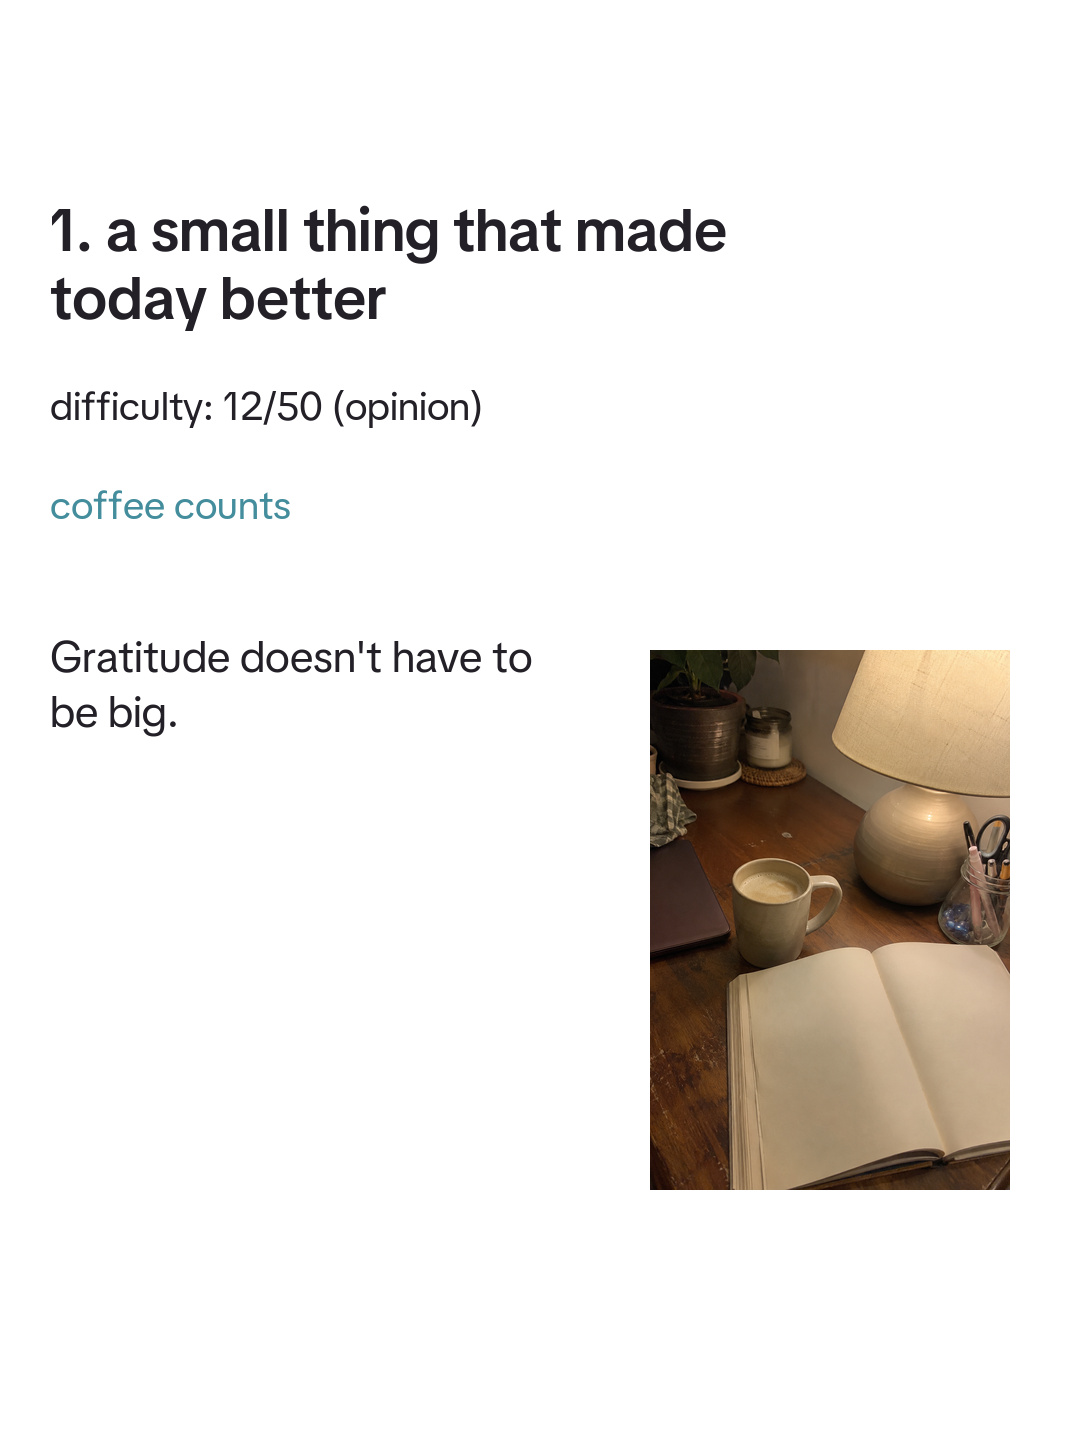 1. a small thing that made
today better
difficulty: 12/50 (opinion)
coffee counts
Gratitude doesn't have to
be big.